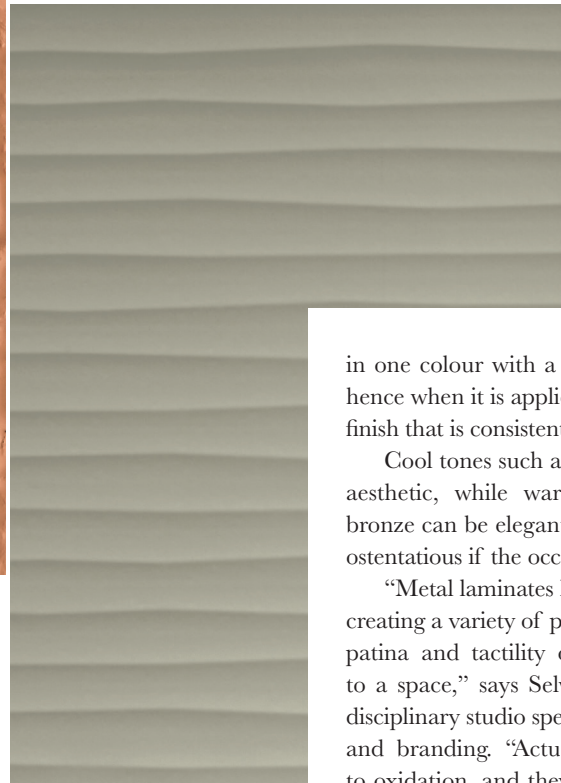 in one colour with a
hence when it is
finish that is
Cool tones such
aesthetic, while
bronze can be
ostentatious if the
“Metal laminates
creating a variety of
patina and tactility
to a space,” says
disciplinary studio
and branding.
to oxidation, and